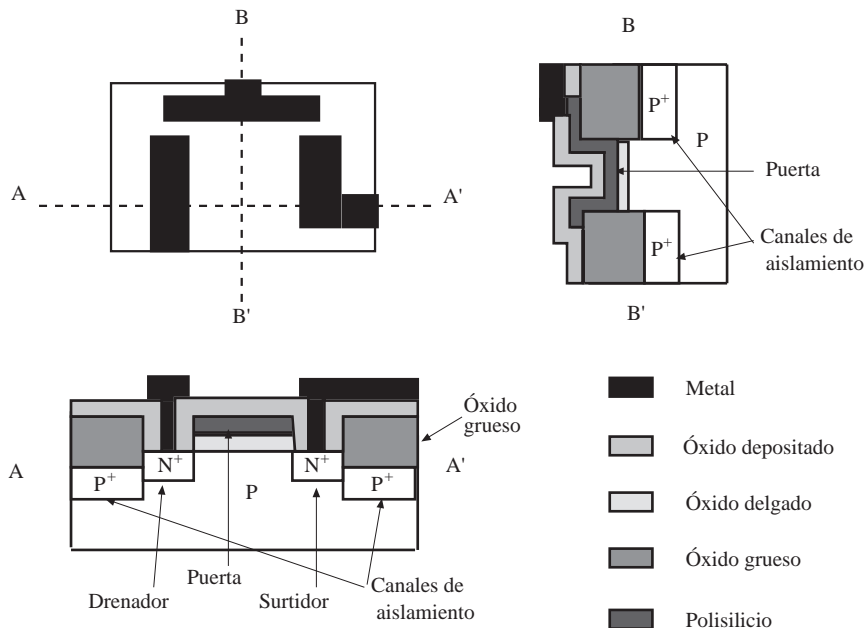 B
A
A'
B'
B
P+
P
Puerta
P+
Canales de
aislamiento
B'
Metal
Óxido
grueso
Óxido depositado
A
N+
N+
A'
P+
P
P+
Óxido delgado
Óxido grueso
Puerta
Canales de
aislamiento
Drenador
Surtidor
Polisilicio